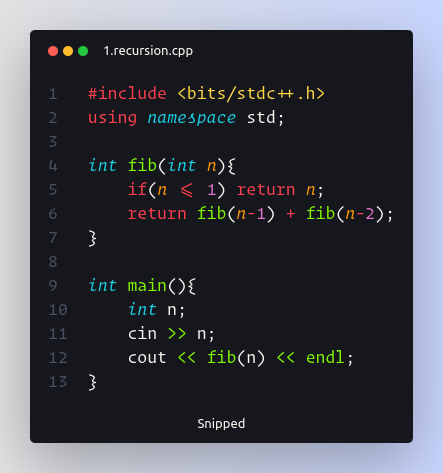 1.recursion.cpp
1 #include <bits/stdc++.h>
2 using namespace std;
3
4 int fib(int n){
5     if(n <= 1) return n;
6     return fib(n-1) + fib(n-2);
7 }
8
9 int main(){
10     int n;
11     cin >> n;
12     cout << fib(n) << endl;
13 }
Snipped